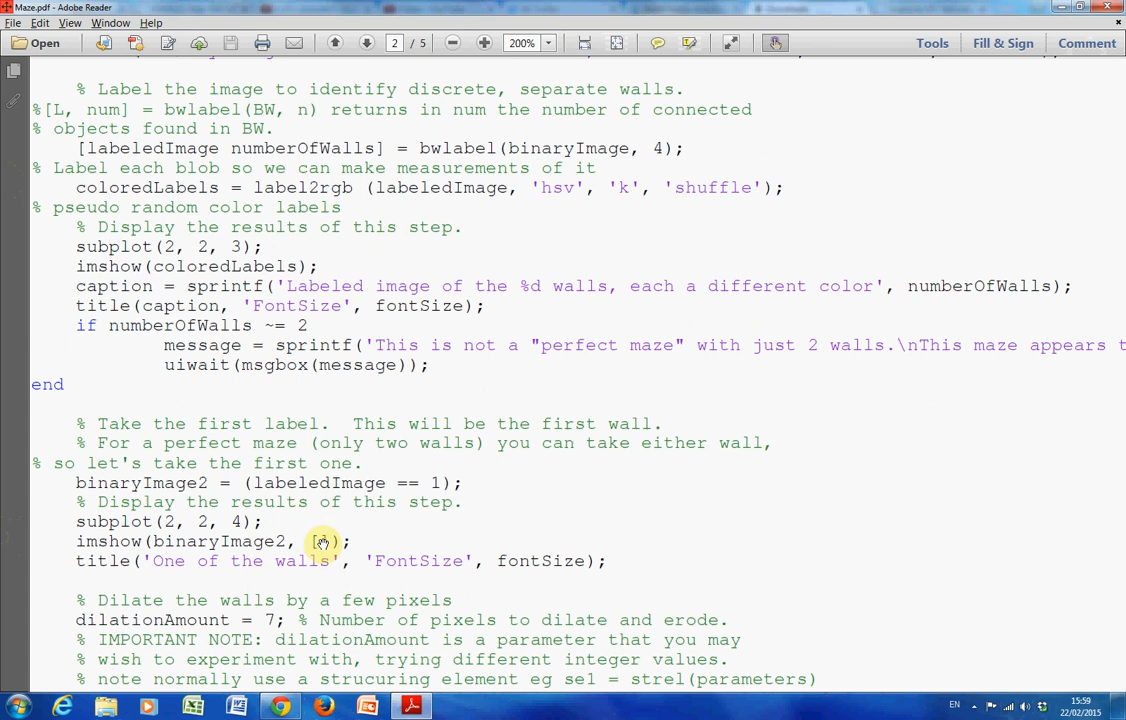 Maze.pdf - Adobe Reader
File Edit View Window Help
Open 2 / 5 200% Tools Fill & Sign Comment
% Label the image to identify discrete, separate walls.
%[L, num] = bwlabel(BW, n) returns in num the number of connected
% objects found in BW.
[labeledImage numberOfWalls] = bwlabel(binaryImage, 4);
% Label each blob so we can make measurements of it
coloredLabels = label2rgb (labeledImage, 'hsv', 'k', 'shuffle');
% pseudo random color labels
% Display the results of this step.
subplot(2, 2, 3);
imshow(coloredLabels);
caption = sprintf('Labeled image of the %d walls, each a different color', numberOfWalls);
title(caption, 'FontSize', fontSize);
if numberOfWalls ~= 2
message = sprintf('This is not a "perfect maze" with just 2 walls.\nThis maze appears t
uiwait(msgbox(message));
end
% Take the first label.  This will be the first wall.
% For a perfect maze (only two walls) you can take either wall,
% so let's take the first one.
binaryImage2 = (labeledImage == 1);
% Display the results of this step.
subplot(2, 2, 4);
imshow(binaryImage2, []);
title('One of the walls', 'FontSize', fontSize);
% Dilate the walls by a few pixels
dilationAmount = 7; % Number of pixels to dilate and erode.
% IMPORTANT NOTE: dilationAmount is a parameter that you may
% wish to experiment with, trying different integer values.
% note normally use a strucuring element eg se1 = strel(parameters)
EN 15:59
22/02/2015